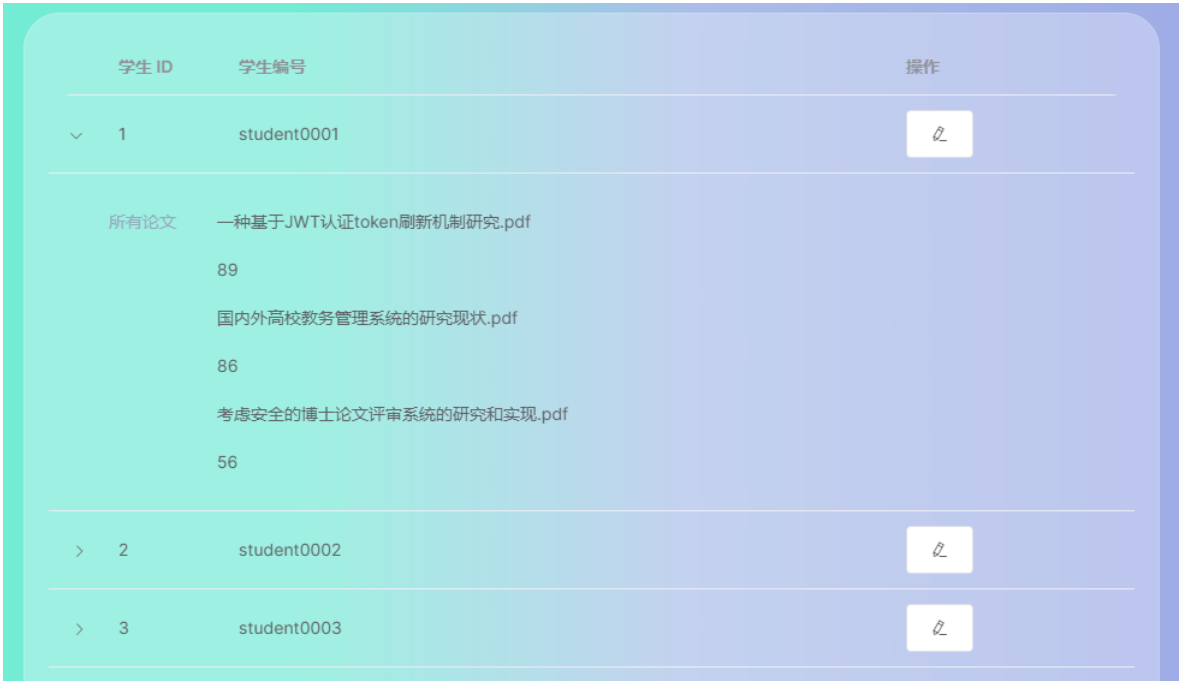 学生 ID 学生编号 操作
1 student0001
所有论文 一种基于JWT认证token刷新机制研究.pdf
89
国内外高校教务管理系统的研究现状.pdf
86
考虑安全的博士论文评审系统的研究和实现.pdf
56
2 student0002
3 student0003